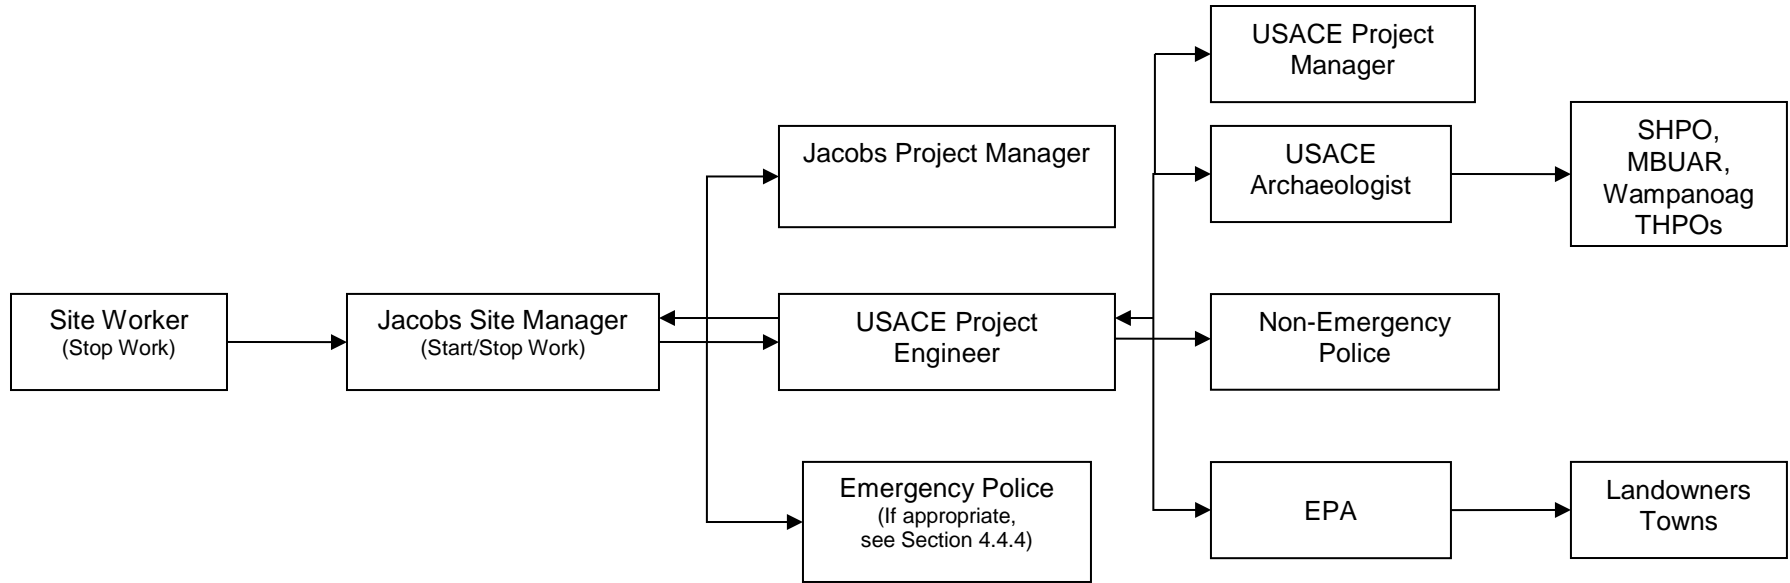 USACE Project
Manager
Jacobs Project Manager
USACE
Archaeologist
SHPO,
MBUAR,
Wampanoag
THPOs
Site Worker
(Stop Work)
Jacobs Site Manager
(Start/Stop Work)
USACE Project
Engineer
Non-Emergency
Police
Emergency Police
(If appropriate,
see Section 4.4.4)
EPA
Landowners
Towns